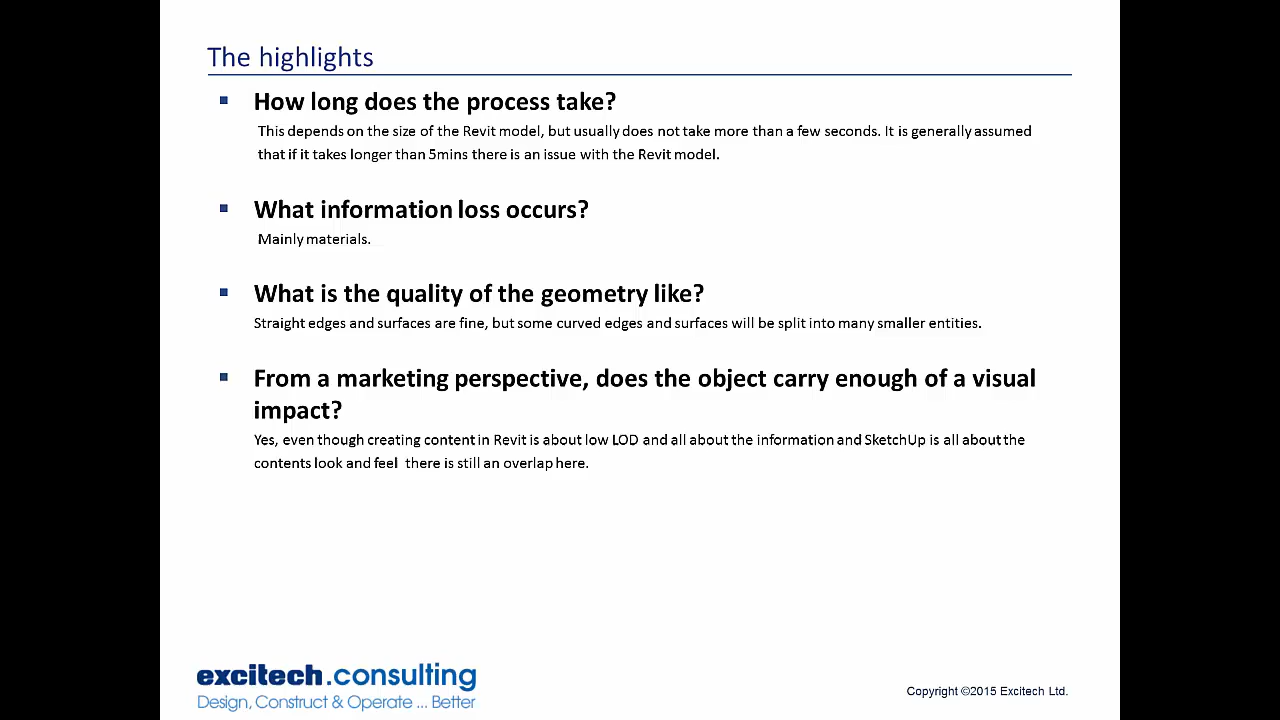 The highlights
How long does the process take?
This depends on the size of the Revit model, but usually does not take more than a few seconds. It is generally assumed
that if it takes longer than 5mins there is an issue with the Revit model.
What information loss occurs?
Mainly materials.
What is the quality of the geometry like?
Straight edges and surfaces are fine, but some curved edges and surfaces will be split into many smaller entities.
From a marketing perspective, does the object carry enough of a visual
impact?
Yes, even though creating content in Revit is about low LOD and all about the information and SketchUp is all about the
contents look and feel there is still an overlap here.
excitech.consulting
Design, Construct & Operate ... Better
Copyright ©2015 Excitech Ltd.